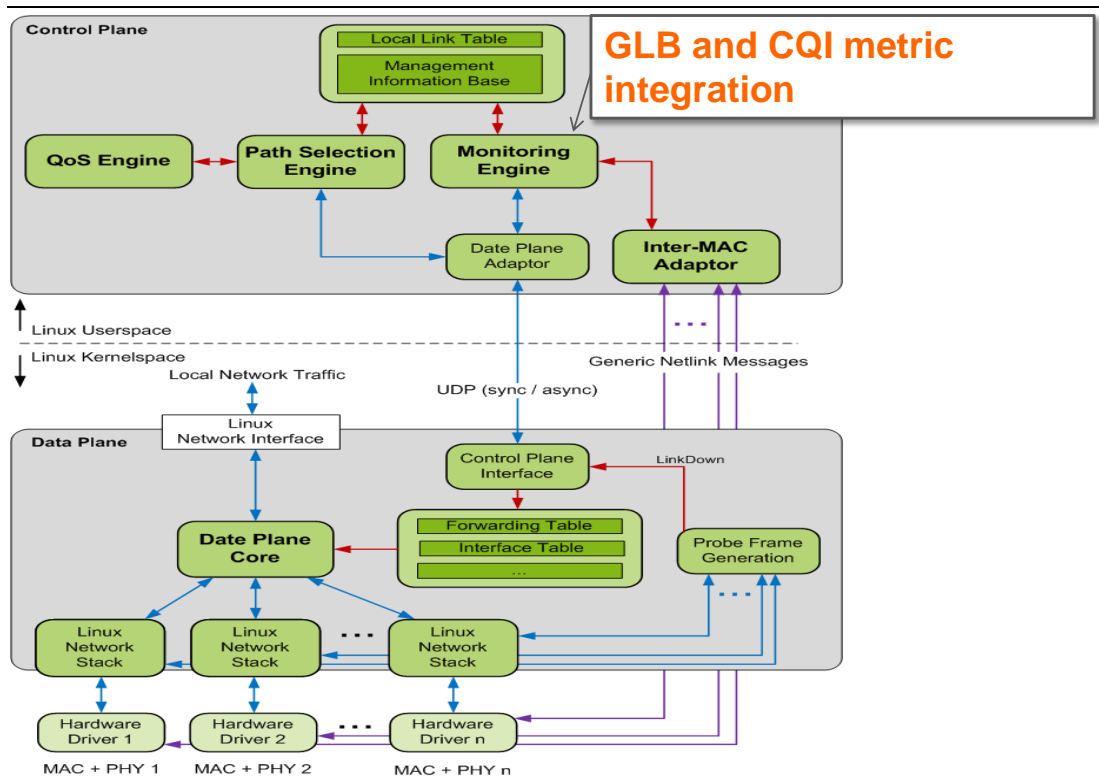 Control Plane
GLB and CQI metric
integration
Local Link Table
Management
Information Base
QoS Engine
Path Selection
Engine
Monitoring
Engine
Date Plane
Adaptor
Inter-MAC
Adaptor
Linux Userspace
Linux Kernelspace
...
Generic Netlink Messages
Local Network Traffic
UDP (sync / async)
Linux
Network Interface
Data Plane
Control Plane
Interface
LinkDown
Forwarding Table
Interface Table
...
Date Plane
Core
Probe Frame
Generation
...
Linux
Network
Stack
Linux
Network
Stack
...
Linux
Network
Stack
Hardware
Driver 1
Hardware
Driver 2
...
Hardware
Driver n
MAC + PHY 1
MAC + PHY 2
MAC + PHY n